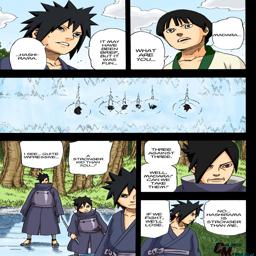 ...HASHI-
RAMA...
IT MAY
HAVE BEEN
BRIEF,
BUT IT
WAS
FUN...
MADARA...
WHAT
ARE
YOU...
I SEE... QUITE
IMPRESSIVE...
A
STRONGER
KID THAN
YOU?
THREE
AGAINST
THREE.
WELL,
MADARA?
CAN WE
TAKE
THEM?
IF WE
FIGHT,
WE'LL
LOSE.
NO...
HASHIRAMA
IS
STRONGER
THAN ME.